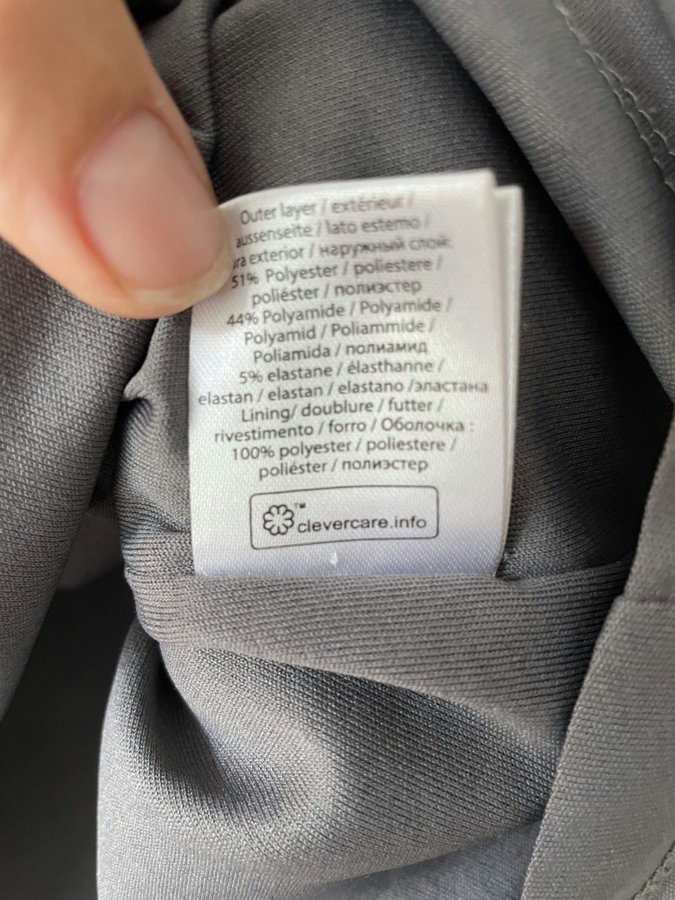 Outer layer / extérieur /
aussenseite / lato esterno /
exterior / наружный слой:
51% Polyester / poliestere /
poliéster / полиэстер
44% Polyamide / Polyamide /
Polyamid / Poliammide /
Poliamida / полиамид
5% elastane / élasthanne /
elastan / elastan / elastano /эластана
Lining/ doublure / futter /
rivestimento / forro / Оболочка :
100% polyester / poliestere /
poliéster / полиэстер
™
clevercare.info
4